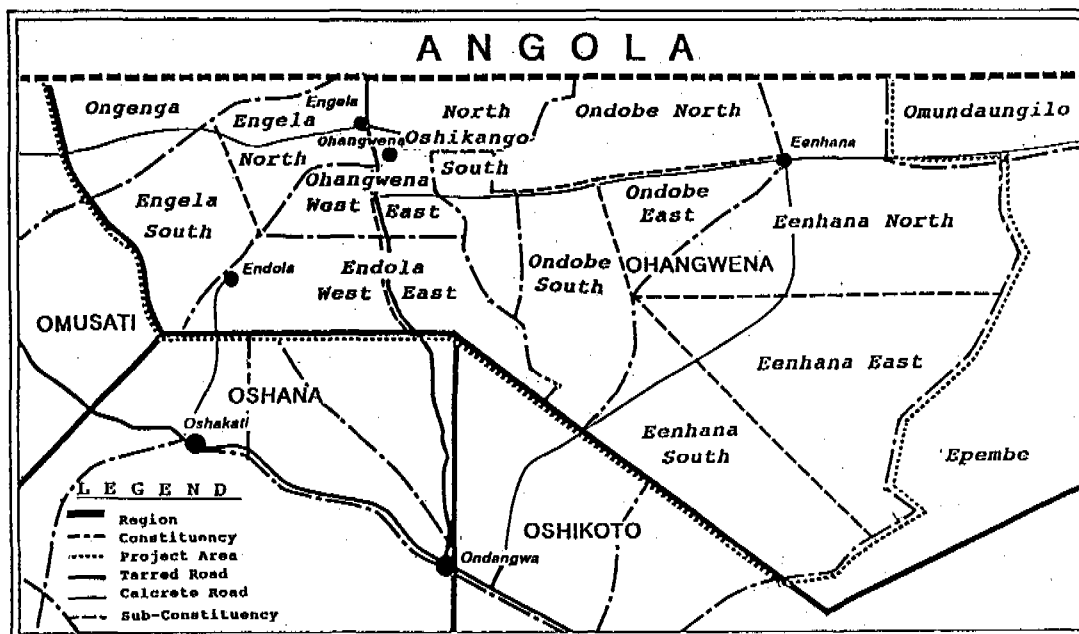 ANGOLA
Ongenga
Engela
Engela
North
Ondobe North
Omundaungilo
Ohangwena
Oshikango
Eenhana
North
South
Ohangwena
West
East
Engela
South
Ondobe
East
Eenhana North
Endola
Endola
West
East
Ondobe
South
OHANGWENA
OMUSATI
Eenhana East
OSHANA
Oshakati
Eenhana
South
Epembe
OSHIKOTO
Ondangwa
LEGEND
Region
Constituency
Project Area
Tarred Road
Calcrete Road
Sub-Constituency